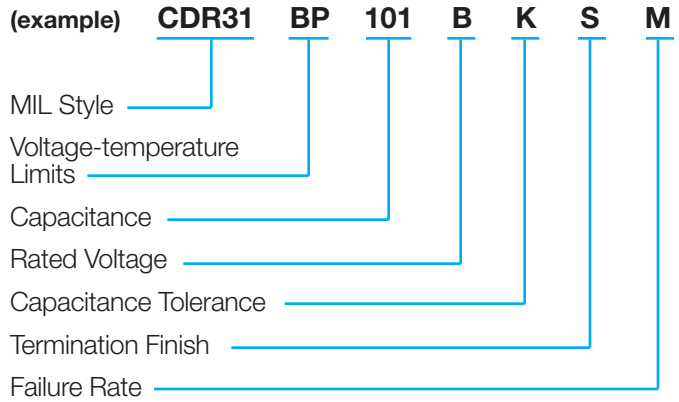 (example) CDR31 BP 101 B K S M
MIL Style
Voltage-temperature
Limits
Capacitance
Rated Voltage
Capacitance Tolerance
Termination Finish
Failure Rate